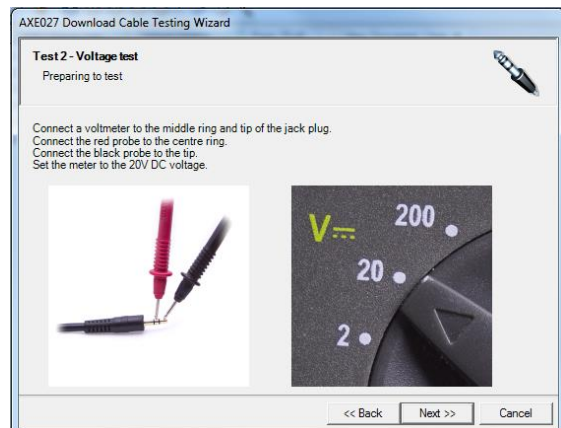 AXE027 Download Cable Testing Wizard
Test 2 - Voltage test
Preparing to test
Connect a voltmeter to the middle ring and tip of the jack plug.
Connect the red probe to the centre ring.
Connect the black probe to the tip.
Set the meter to the 20V DC voltage.
V
200
20
2
<< Back
Next >>
Cancel